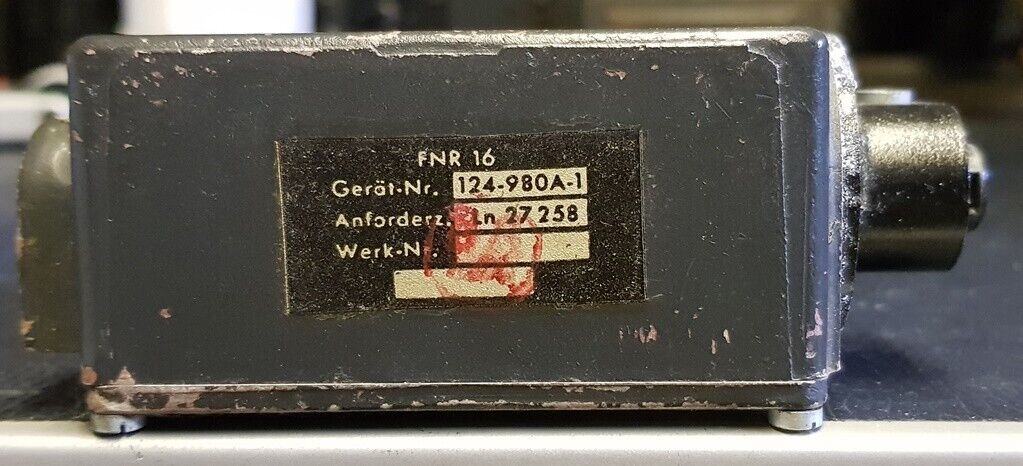 FNR 16
Gerät-Nr. 124-980A-1
Anforderz. Ln 27 258
Werk-Nr.